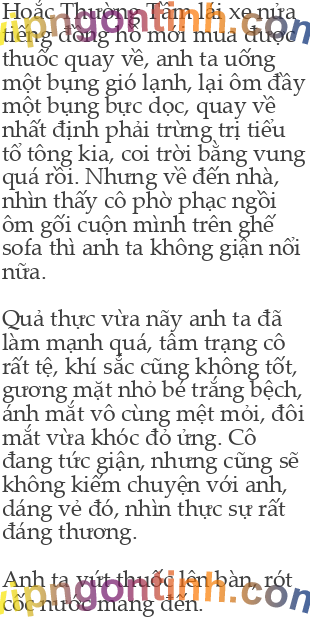 Hoắc Thường Tầm lái xe nửa
tiếng đồng hồ mới mua được
thuốc quay về, anh ta uống
một bụng gió lạnh, lại ôm đầy
một bụng bực dọc, quay về
nhất định phải trừng trị tiểu
tổ tông kia, coi trời bằng vung
quá rồi. Nhưng về đến nhà,
nhìn thấy cô phờ phạc ngồi
ôm gối cuộn mình trên ghế
sofa thì anh ta không giận nổi
nữa.

Quả thực vừa nãy anh ta đã
làm mạnh quá, tâm trạng cô
rất tệ, khí sắc cũng không tốt,
gương mặt nhỏ bé trắng bệch,
ánh mắt vô cùng mệt mỏi, đôi
mắt vừa khóc đỏ ửng. Cô
đang tức giận, nhưng cũng sẽ
không kiếm chuyện với anh,
dáng vẻ đó, nhìn thực sự rất
đáng thương.

Anh ta vứt thuốc lên bàn, rót
cốc nước mang đến.
vipngontinh.com
vipngontinh.com